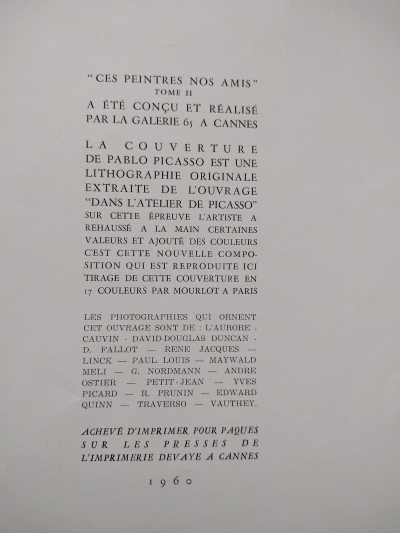 "CES PEINTRES NOS AMIS"
TOME II
A ÉTÉ CONÇU ET RÉALISÉ
PAR LA GALERIE 65 A CANNES
LA COUVERTURE
DE PABLO PICASSO EST UNE
LITHOGRAPHIE ORIGINALE
EXTRAITE DE L'OUVRAGE
"DANS L'ATELIER DE PICASSO"
SUR CETTE ÉPREUVE L'ARTISTE A
REHAUSSÉ A LA MAIN CERTAINES
VALEURS ET AJOUTÉ DES COULEURS
C'EST CETTE NOUVELLE COMPO-
SITION QUI EST REPRODUITE ICI
TIRAGE DE CETTE COUVERTURE EN
17 COULEURS PAR MOURLOT A PARIS
LES PHOTOGRAPHIES QUI ORNENT
CET OUVRAGE SONT DE : L'AURORE -
CAUVIN - DAVID-DOUGLAS DUNCAN -
D. FALLOT — RENE JACQUES —
LINCK — PAUL LOUIS — MAYWALD
MELI — G. NORDMANN — ANDRE
OSTIER — PETIT-JEAN — YVES
PICARD — R. PRUNIN — EDWARD
QUINN — TRAVERSO — VAUTHEY.
ACHEVÉ D'IMPRIMER POUR PAQUES
SUR LES PRESSES DE
L'IMPRIMERIE DEVAYE A CANNES
1960